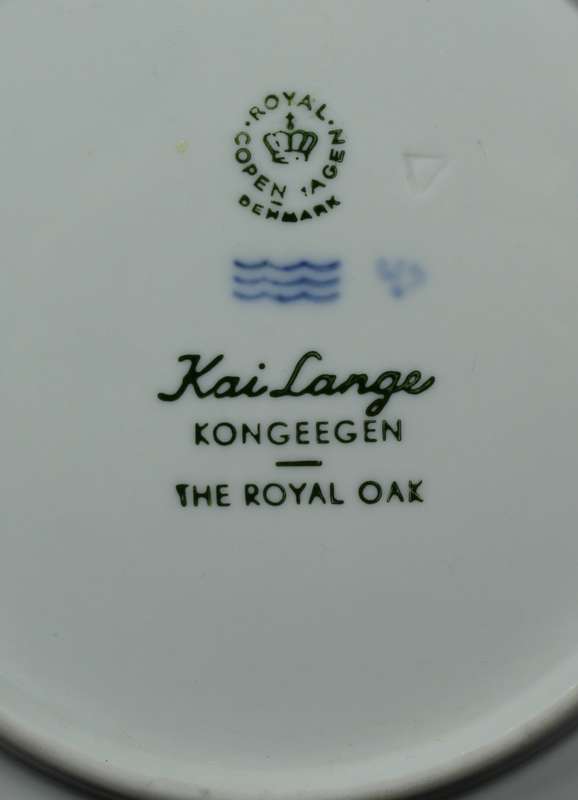 ROYAL
COPENHAGEN
DENMARK
Kai Lange
KONGEEGEN
THE ROYAL OAK